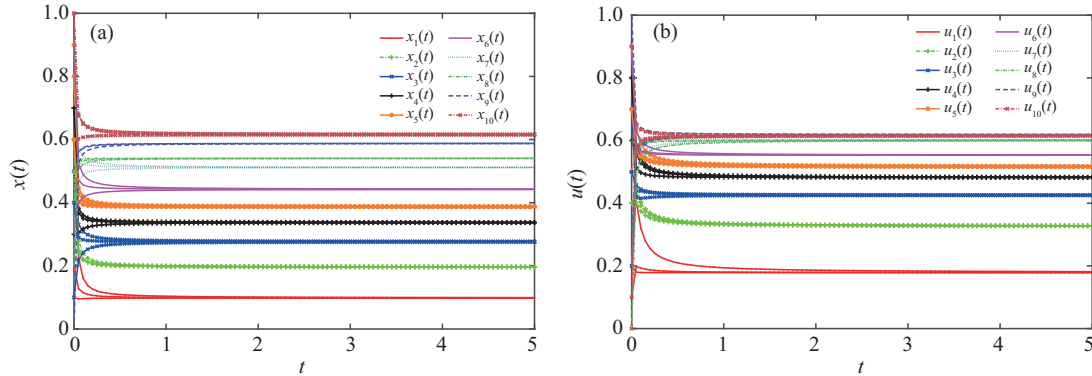 (a)
x1(t) x6(t)
x2(t) x7(t)
x3(t) x8(t)
x4(t) x9(t)
x5(t) x10(t)
1.0
0.8
0.6
0.4
0.2
0
x(t)
0 1 2 3 4 5
t
(b)
u1(t) u6(t)
u2(t) u7(t)
u3(t) u8(t)
u4(t) u9(t)
u5(t) u10(t)
1.0
0.8
0.6
0.4
0.2
0
u(t)
0 1 2 3 4 5
t